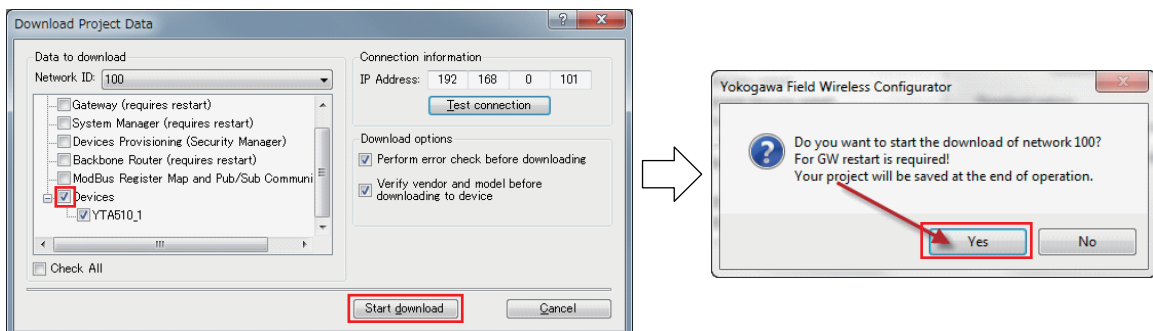 Download Project Data
Data to download
Network ID: 100
Gateway (requires restart)
System Manager (requires restart)
Devices Provisioning (Security Manager)
Backbone Router (requires restart)
ModBus Register Map and Pub/Sub Communi
Devices
YTA510_1
Check All
Connection information
IP Address: 192 168 0 101
Test connection
Download options
Perform error check before downloading
Verify vendor and model before
downloading to device
Start download
Cancel
Yokogawa Field Wireless Configurator
Do you want to start the download of network 100?
For GW restart is required!
Your project will be saved at the end of operation.
Yes
No